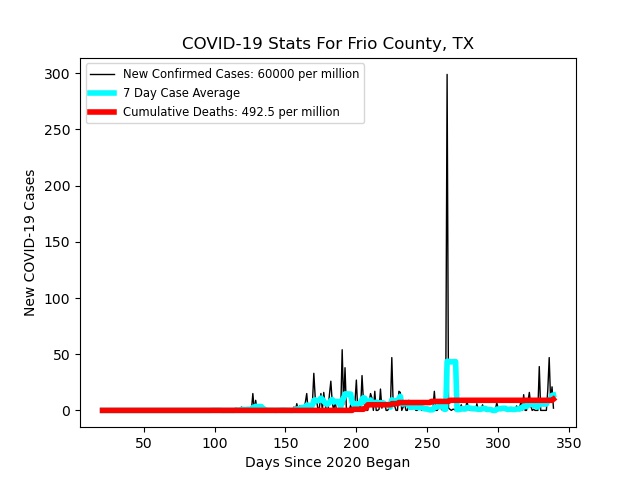 COVID-19 Stats For Frio County, TX
New Confirmed Cases: 60000 per million
7 Day Case Average
Cumulative Deaths: 492.5 per million
New COVID-19 Cases
300
250
200
150
100
50
0
50
100
150
200
250
300
350
Days Since 2020 Began